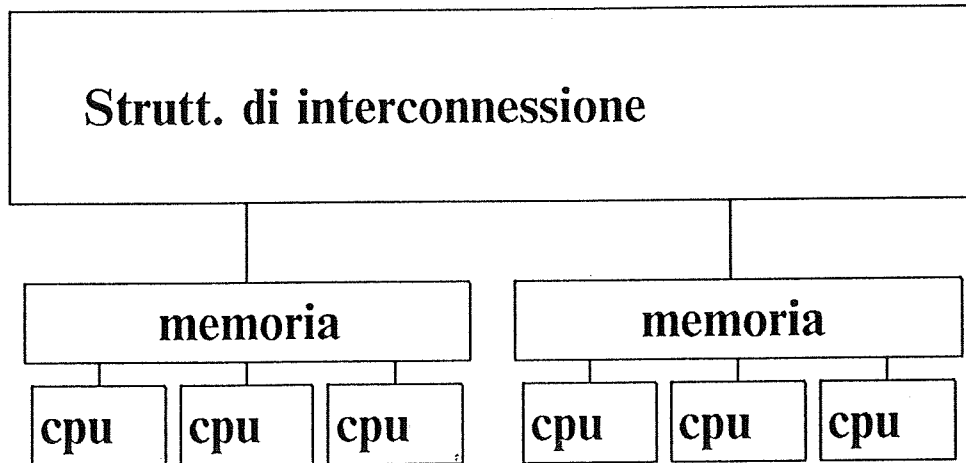 Strutt. di interconnessione
memoria
memoria
cpu
cpu
cpu
cpu
cpu
cpu